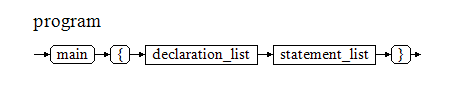 program
main { declaration_list statement_list }